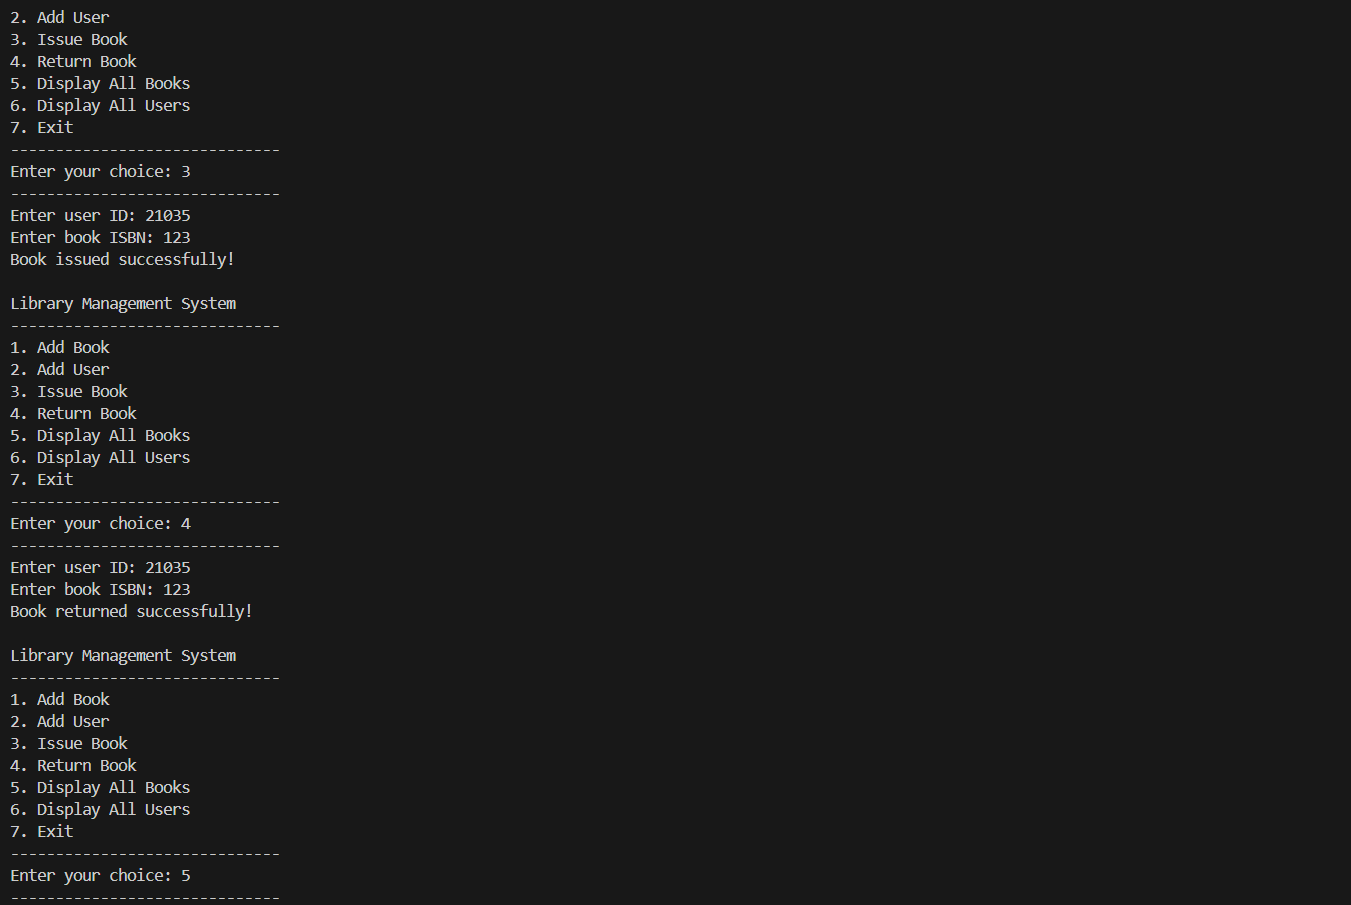 2. Add User
3. Issue Book
4. Return Book
5. Display All Books
6. Display All Users
7. Exit
------------------------------
Enter your choice: 3
------------------------------
Enter user ID: 21035
Enter book ISBN: 123
Book issued successfully!

Library Management System
------------------------------
1. Add Book
2. Add User
3. Issue Book
4. Return Book
5. Display All Books
6. Display All Users
7. Exit
------------------------------
Enter your choice: 4
------------------------------
Enter user ID: 21035
Enter book ISBN: 123
Book returned successfully!

Library Management System
------------------------------
1. Add Book
2. Add User
3. Issue Book
4. Return Book
5. Display All Books
6. Display All Users
7. Exit
------------------------------
Enter your choice: 5
------------------------------